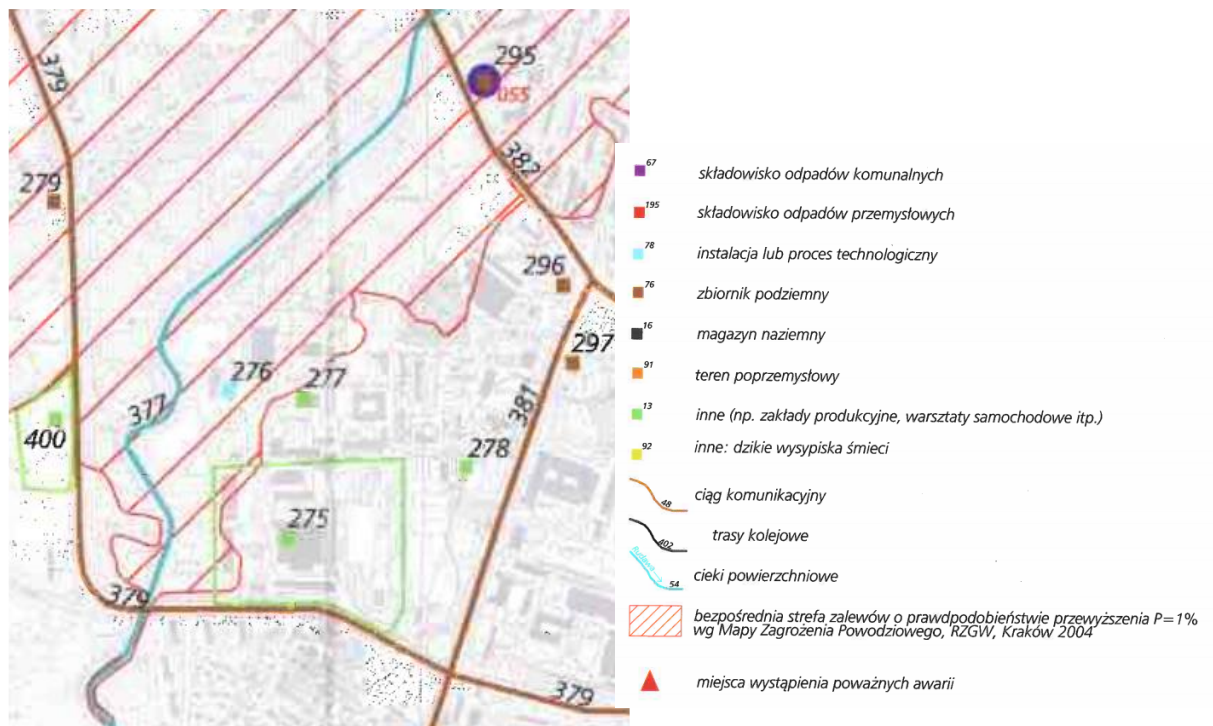 379
295
U55
382
279
296
297
276
277
377
381
400
278
275
379
379
67
składowisko odpadów komunalnych
195
składowisko odpadów przemysłowych
78
instalacja lub proces technologiczny
76
zbiornik podziemny
16
magazyn naziemny
91
teren poprzemysłowy
13
inne (np. zakłady produkcyjne, warsztaty samochodowe itp.)
92
inne: dzikie wysypiska śmieci
48
ciąg komunikacyjny
402
trasy kolejowe
54
cieki powierzchniowe
bezpośrednia strefa zalewów o prawdpodobieństwie przewyższenia P=1%
wg Mapy Zagrożenia Powodziowego, RZGW, Kraków 2004
miejsca wystąpienia poważnych awarii